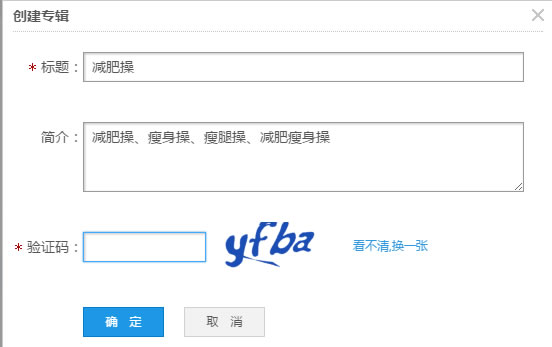 创建专辑
* 标题：减肥操
简介：减肥操、瘦身操、瘦腿操、减肥瘦身操
* 验证码： yfba 看不清,换一张
确 定 取 消